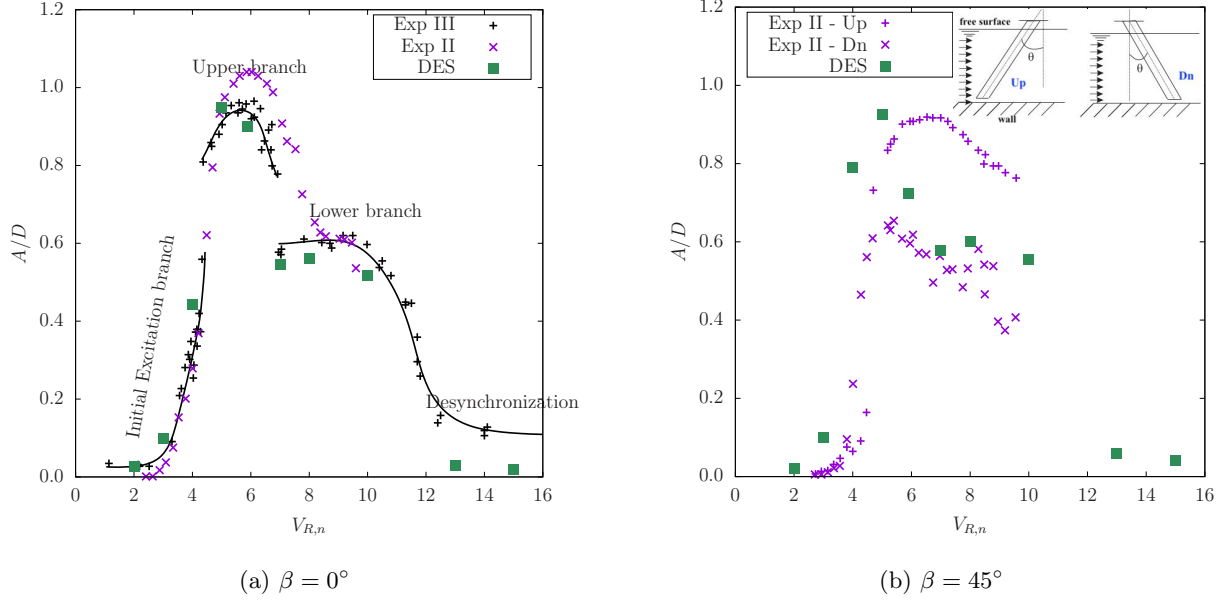 1.2
1.0
0.8
0.6
0.4
0.2
0.0
0 2 4 6 8 10 12 14 16
A/D
V_{R,n}
Exp III
Exp II
DES
Upper branch
Lower branch
Initial Excitation branch
Desynchronization
(a) β = 0°
1.2
1.0
0.8
0.6
0.4
0.2
0.0
0 2 4 6 8 10 12 14 16
A/D
V_{R,n}
Exp II - Up
Exp II - Dn
DES
free surface
θ
Up
wall
θ
Dn
(b) β = 45°